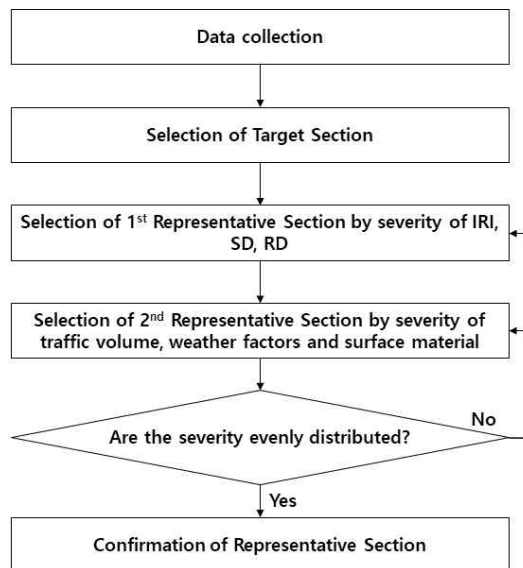 Data collection
Selection of Target Section
Selection of 1st Representative Section by severity of IRI,
SD, RD
Selection of 2nd Representative Section by severity of
traffic volume, weather factors and surface material
Are the severity evenly distributed?
No
Yes
Confirmation of Representative Section